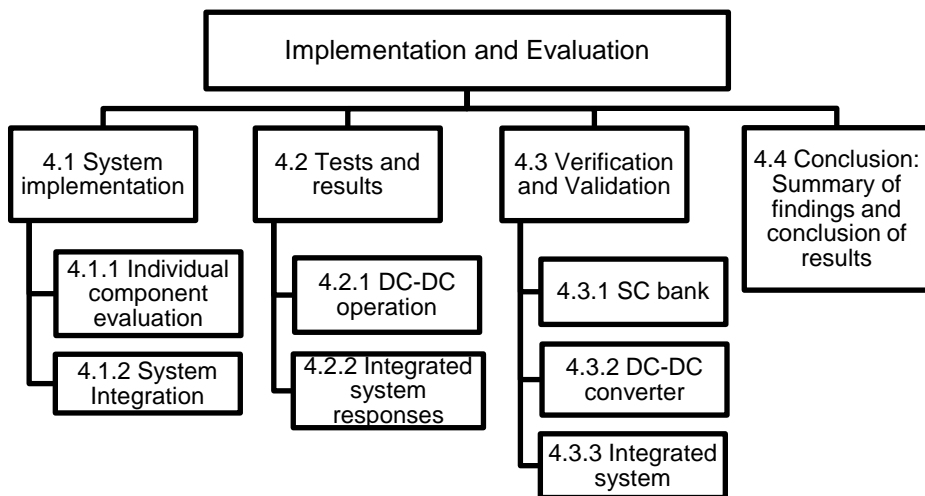 Implementation and Evaluation
4.1 System
implementation
4.1.1 Individual
component
evaluation
4.1.2 System
Integration
4.2 Tests and
results
4.2.1 DC-DC
operation
4.2.2 Integrated
system
responses
4.3 Verification
and Validation
4.3.1 SC bank
4.3.2 DC-DC
converter
4.3.3 Integrated
system
4.4 Conclusion:
Summary of
findings and
conclusion of
results